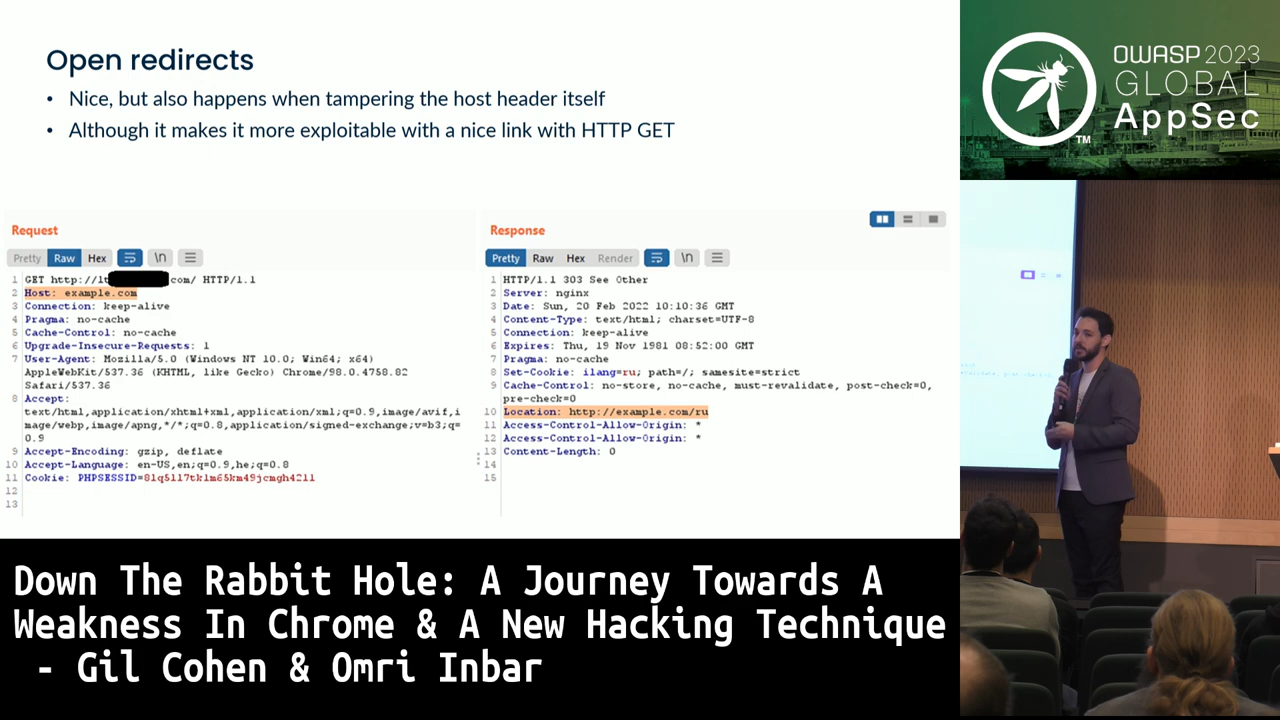 Open redirects
• Nice, but also happens when tampering the host header itself
• Although it makes it more exploitable with a nice link with HTTP GET
Request
Pretty Raw Hex \n
1 GET http://lt com/ HTTP/1.1
2 Host: example.com
3 Connection: keep-alive
4 Pragma: no-cache
5 Cache-Control: no-cache
6 Upgrade-Insecure-Requests: 1
7 User-Agent: Mozilla/5.0 (Windows NT 10.0; Win64; x64)
AppleWebKit/537.36 (KHTML, like Gecko) Chrome/98.0.4758.82
Safari/537.36
8 Accept:
text/html,application/xhtml+xml,application/xml;q=0.9,image/avif,i
mage/webp,image/apng,*/*;q=0.8,application/signed-exchange;v=b3;q=
0.9
9 Accept-Encoding: gzip, deflate
10 Accept-Language: en-US,en;q=0.9,he;q=0.8
11 Cookie: PHPSESSID=
12
13
Response
Pretty Raw Hex Render \n
1 HTTP/1.1 303 See Other
2 Server: nginx
3 Date: Sun, 20 Feb 2022 10:10:36 GMT
4 Content-Type: text/html; charset=UTF-8
5 Connection: keep-alive
6 Expires: Thu, 19 Nov 1981 08:52:00 GMT
7 Pragma: no-cache
8 Set-Cookie: ilang=ru; path=/; samesite=strict
9 Cache-Control: no-store, no-cache, must-revalidate, post-check=0,
pre-check=0
10 Location: http://example.com/ru
11 Access-Control-Allow-Origin: *
12 Access-Control-Allow-Origin: *
13 Content-Length: 0
14
15
OWASP 2023
GLOBAL
AppSec
TM
Down The Rabbit Hole: A Journey Towards A
Weakness In Chrome & A New Hacking Technique
- Gil Cohen & Omri Inbar